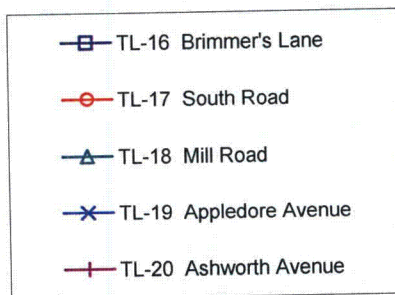 TL-16 Brimmer's Lane
TL-17 South Road
TL-18 Mill Road
TL-19 Appledore Avenue
TL-20 Ashworth Avenue